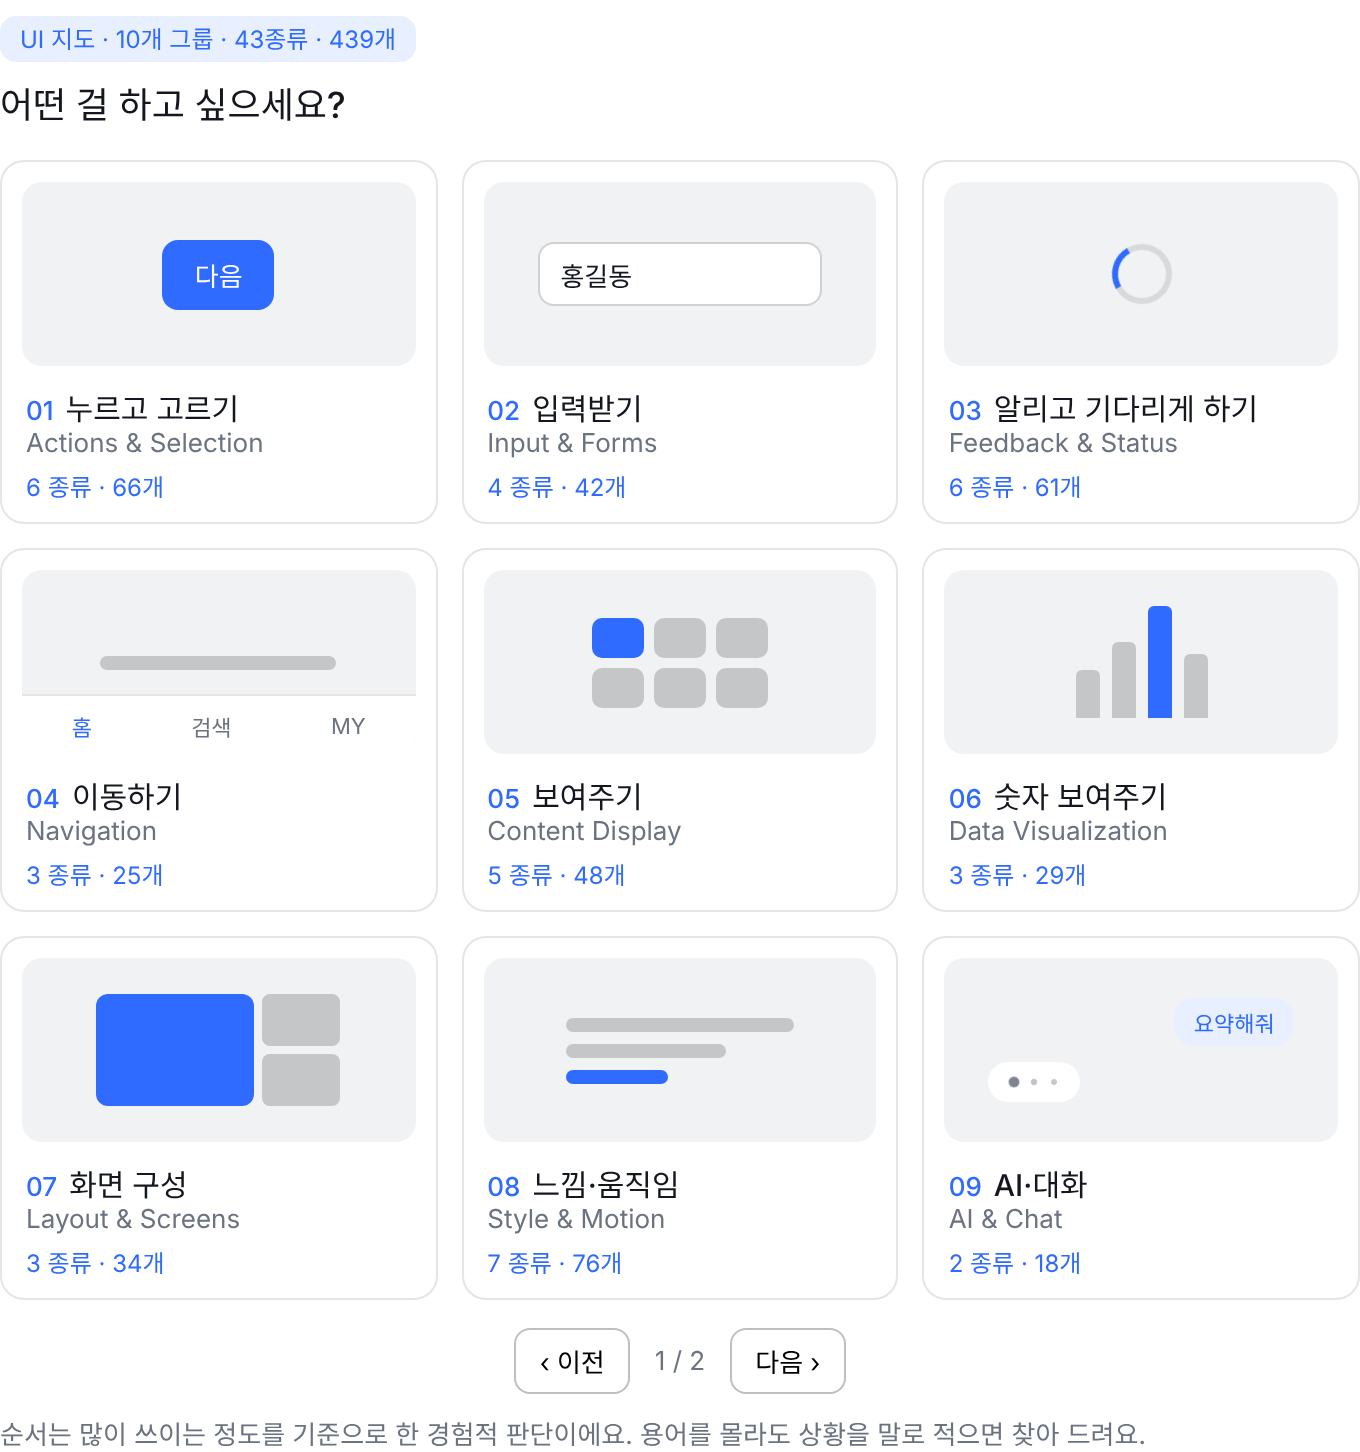 UI 지도 · 10개 그룹 · 43종류 · 439개
어떤 걸 하고 싶으세요?
다음
홍길동
01 누르고 고르기
Actions & Selection
6 종류 · 66개
02 입력받기
Input & Forms
4 종류 · 42개
03 알리고 기다리게 하기
Feedback & Status
6 종류 · 61개
홈 검색 MY
04 이동하기
Navigation
3 종류 · 25개
05 보여주기
Content Display
5 종류 · 48개
06 숫자 보여주기
Data Visualization
3 종류 · 29개
07 화면 구성
Layout & Screens
3 종류 · 34개
08 느낌·움직임
Style & Motion
7 종류 · 76개
요약해줘
09 AI·대화
AI & Chat
2 종류 · 18개
‹ 이전 1 / 2 다음 ›
순서는 많이 쓰이는 정도를 기준으로 한 경험적 판단이에요. 용어를 몰라도 상황을 말로 적으면 찾아 드려요.